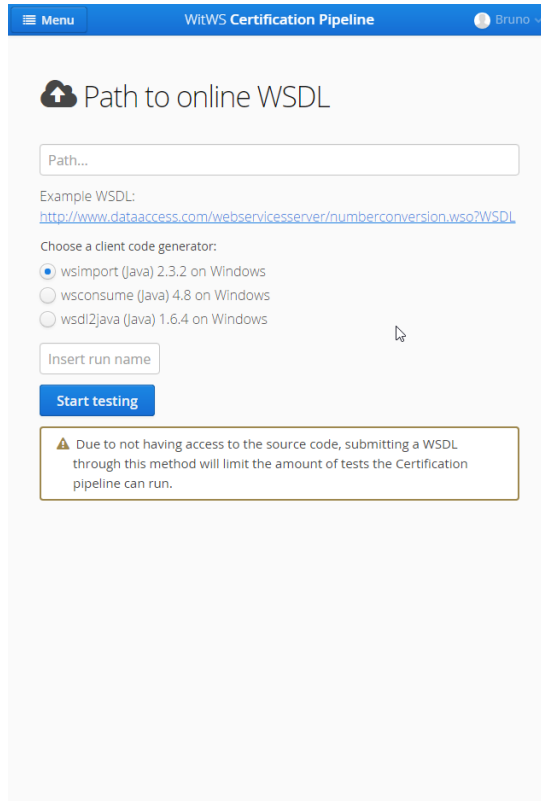 Menu
WitWS Certification Pipeline
Bruno
Path to online WSDL
Path...
Example WSDL:
http://www.dataaccess.com/webservicesserver/numberconversion.wso?WSDL
Choose a client code generator:
wsimport (Java) 2.3.2 on Windows
wsconsume (Java) 4.8 on Windows
wsdl2java (Java) 1.6.4 on Windows
Insert run name
Start testing
Due to not having access to the source code, submitting a WSDL
through this method will limit the amount of tests the Certification
pipeline can run.